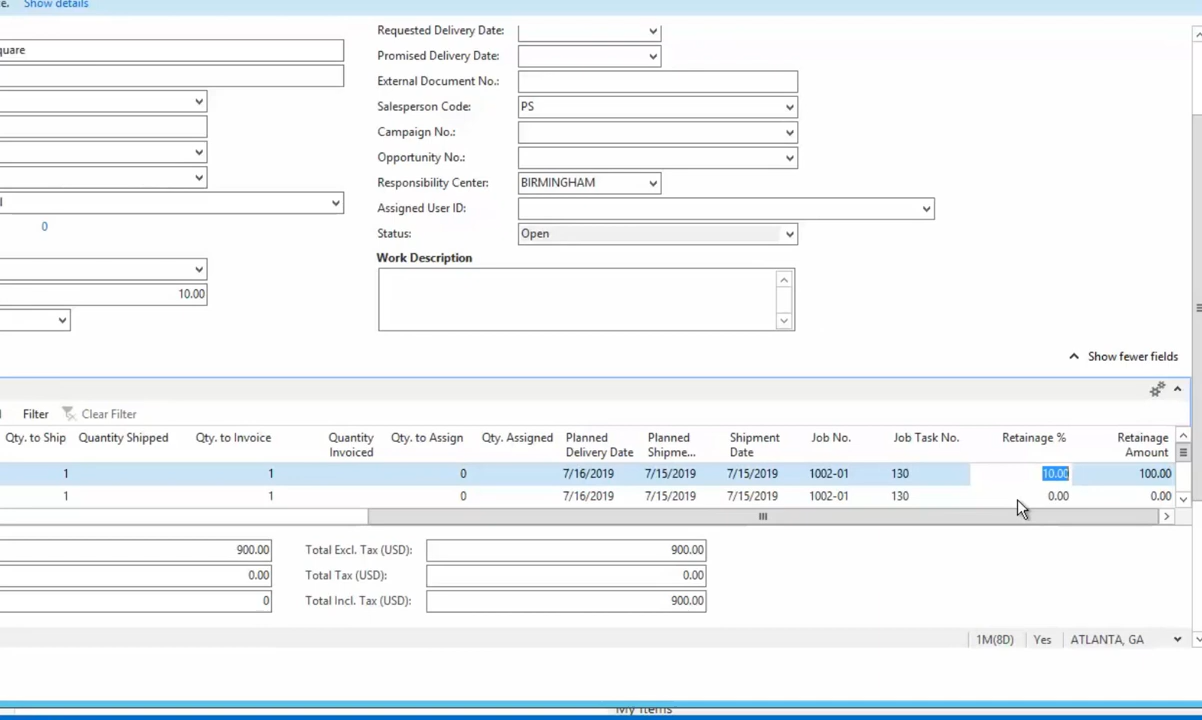 e. Show details
Requested Delivery Date:
quare
Promised Delivery Date:
External Document No.:
Salesperson Code: PS
Campaign No.:
Opportunity No.:
Responsibility Center: BIRMINGHAM
l
Assigned User ID:
0
Status: Open
Work Description
10.00
Show fewer fields
Filter Clear Filter
Qty. to Ship Quantity Shipped Qty. to Invoice Quantity Invoiced Qty. to Assign Qty. Assigned Planned Delivery Date Planned Shipme... Shipment Date Job No. Job Task No. Retainage % Retainage Amount
1 1 0 7/16/2019 7/15/2019 7/15/2019 1002-01 130 10.00 100.00
1 1 0 7/16/2019 7/15/2019 7/15/2019 1002-01 130 0.00 0.00
900.00 Total Excl. Tax (USD): 900.00
0.00 Total Tax (USD): 0.00
0 Total Incl. Tax (USD): 900.00
1M(8D) Yes ATLANTA, GA
My Items